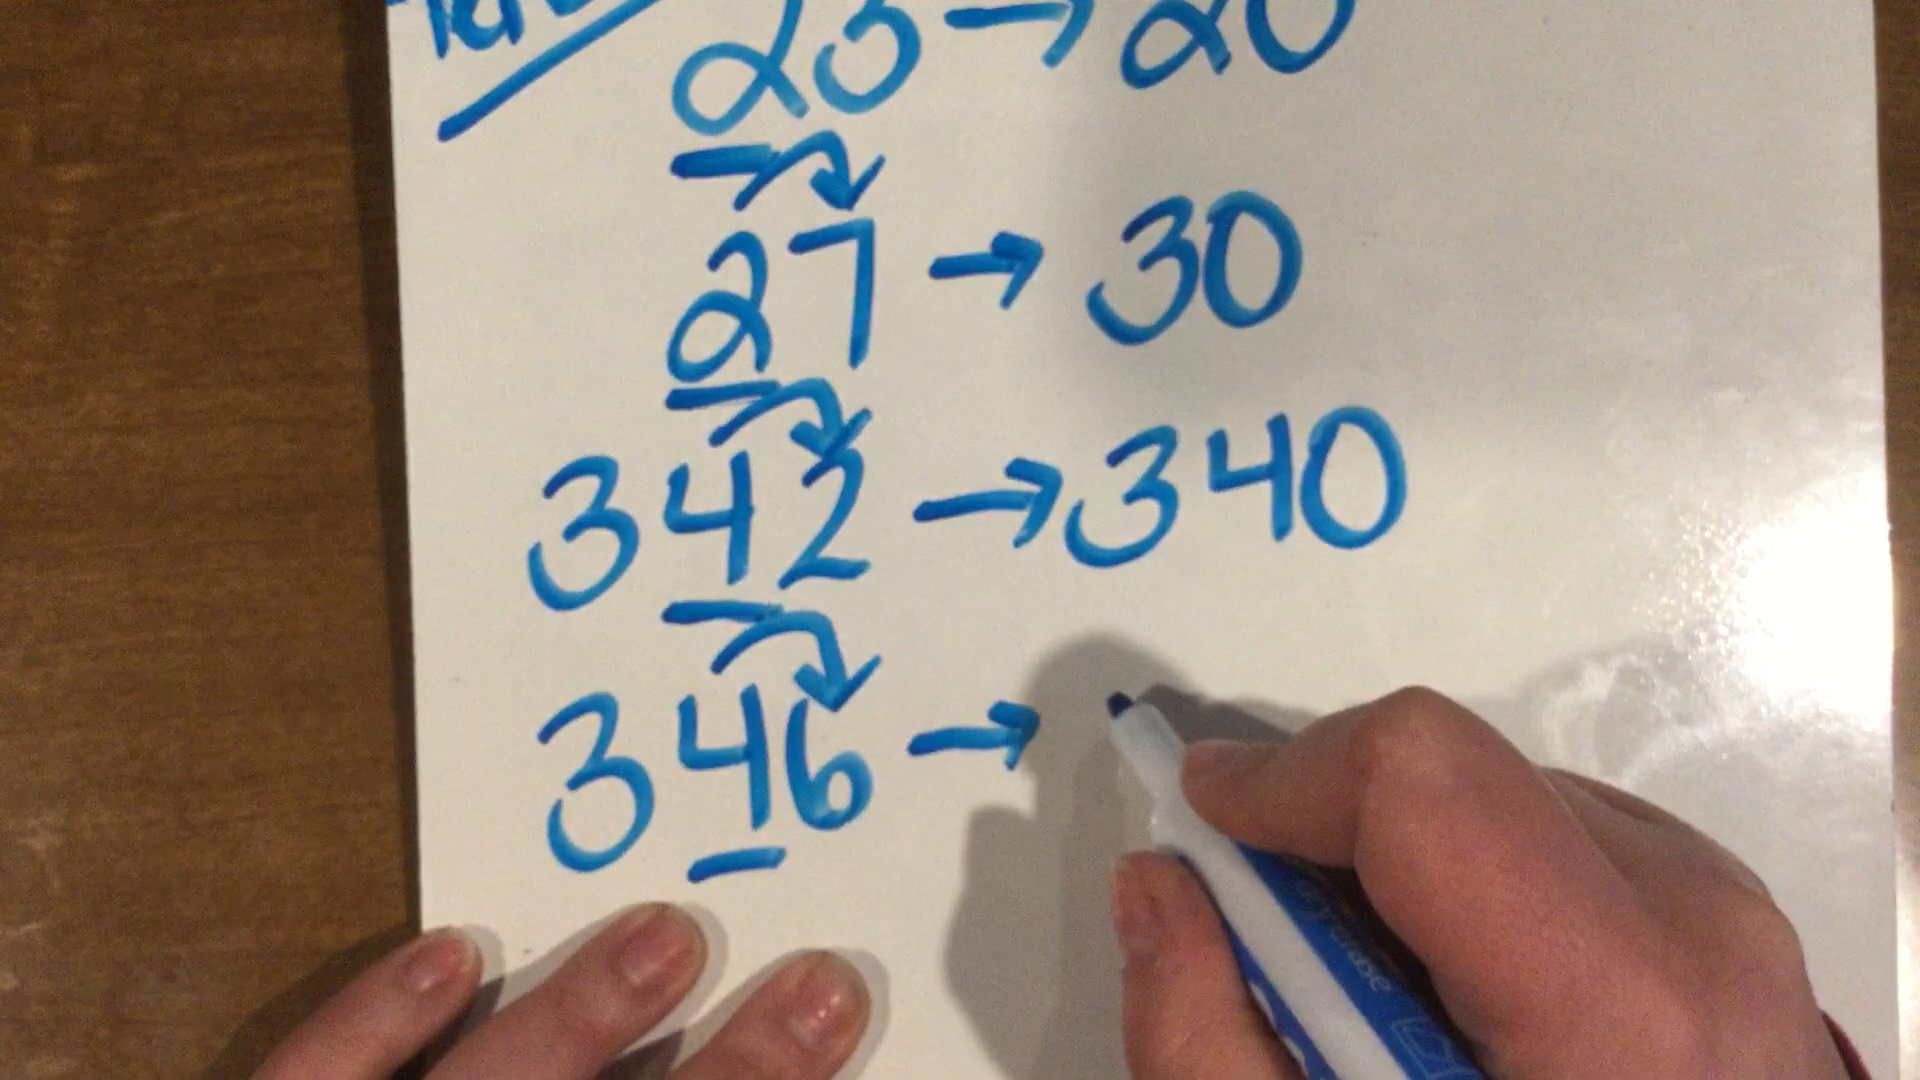 23 → 20
27 → 30
342 → 340
346 →